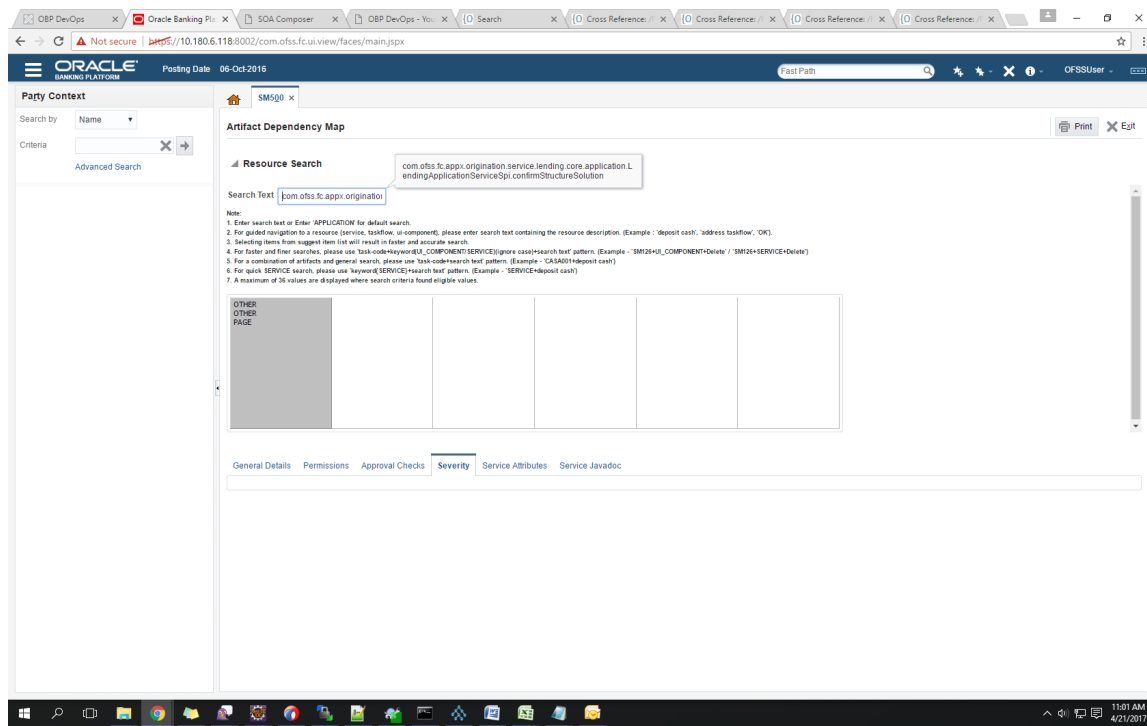 OBP DevOps
Oracle Banking Pla
SOA Composer
OBP DevOps - You
{O Search
{O Cross Reference: /
{O Cross Reference: /
{O Cross Reference: /
{O Cross Reference: /
Not secure | https://10.180.6.118:8002/com.ofss.fc.ui.view/faces/main.jspx
ORACLE
BANKING PLATFORM
Posting Date 06-Oct-2016
Fast Path
OFSSUser
Party Context
SM500
Search by Name
Criteria
Advanced Search
Artifact Dependency Map
Print
Exit
Resource Search
com.ofss.fc.appx.origination.service.lending.core.application.L
endingApplicationServiceSpi.confirmStructureSolution
Search Text com.ofss.fc.appx.origination
Note:
1. Enter search text or Enter 'APPLICATION' for default search.
2. For guided navigation to a resource (service, taskflow, ui-component), please enter search text containing the resource description. (Example : 'deposit cash', 'address taskflow', 'OK').
3. Selecting items from suggest item list will result in faster and accurate search.
4. For faster and finer searches, please use 'task-code+keyword(UI_COMPONENT/SERVICE)(ignore case)+search text' pattern. (Example - 'SM126+UI_COMPONENT+Delete' / 'SM126+SERVICE+Delete')
5. For a combination of artifacts and general search, please use 'task-code+search text' pattern. (Example - 'CASA001+deposit cash')
6. For quick SERVICE search, please use 'keyword(SERVICE)+search text' pattern. (Example - 'SERVICE+deposit cash')
7. A maximum of 36 values are displayed where search criteria found eligible values.
OTHER
OTHER
PAGE
General Details
Permissions
Approval Checks
Severity
Service Attributes
Service Javadoc
11:01 AM
4/21/2017